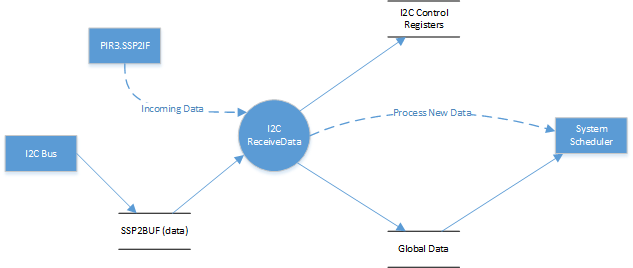 I2C Control
Registers
PIR3.SSP2IF
Incoming Data
Process New Data
I2C
ReceiveData
System
Scheduler
I2C Bus
SSP2BUF (data)
Global Data